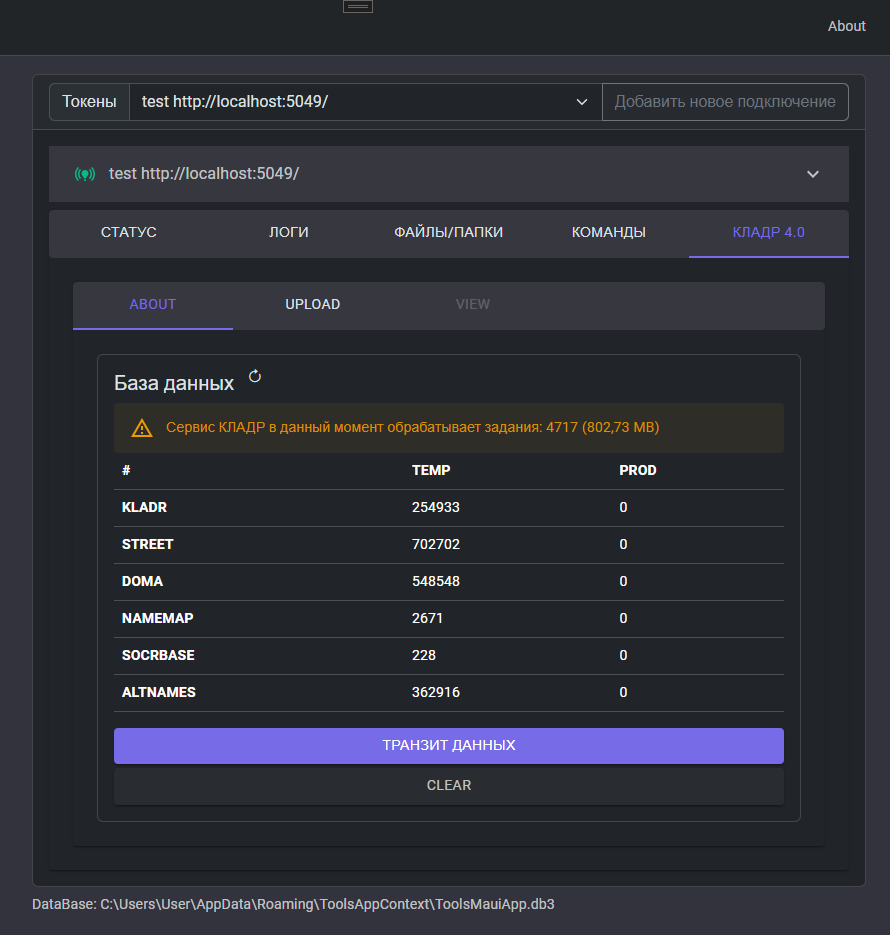 About
Токены test http://localhost:5049/ Добавить новое подключение
test http://localhost:5049/
СТАТУС ЛОГИ ФАЙЛЫ/ПАПКИ КОМАНДЫ КЛАДР 4.0
ABOUT UPLOAD VIEW
База данных
Сервис КЛАДР в данный момент обрабатывает задания: 4717 (802,73 MB)
# TEMP PROD
KLADR 254933 0
STREET 702702 0
DOMA 548548 0
NAMEMAP 2671 0
SOCRBASE 228 0
ALTNAMES 362916 0
ТРАНЗИТ ДАННЫХ
CLEAR
DataBase: C:\Users\User\AppData\Roaming\ToolsAppContext\ToolsMauiApp.db3